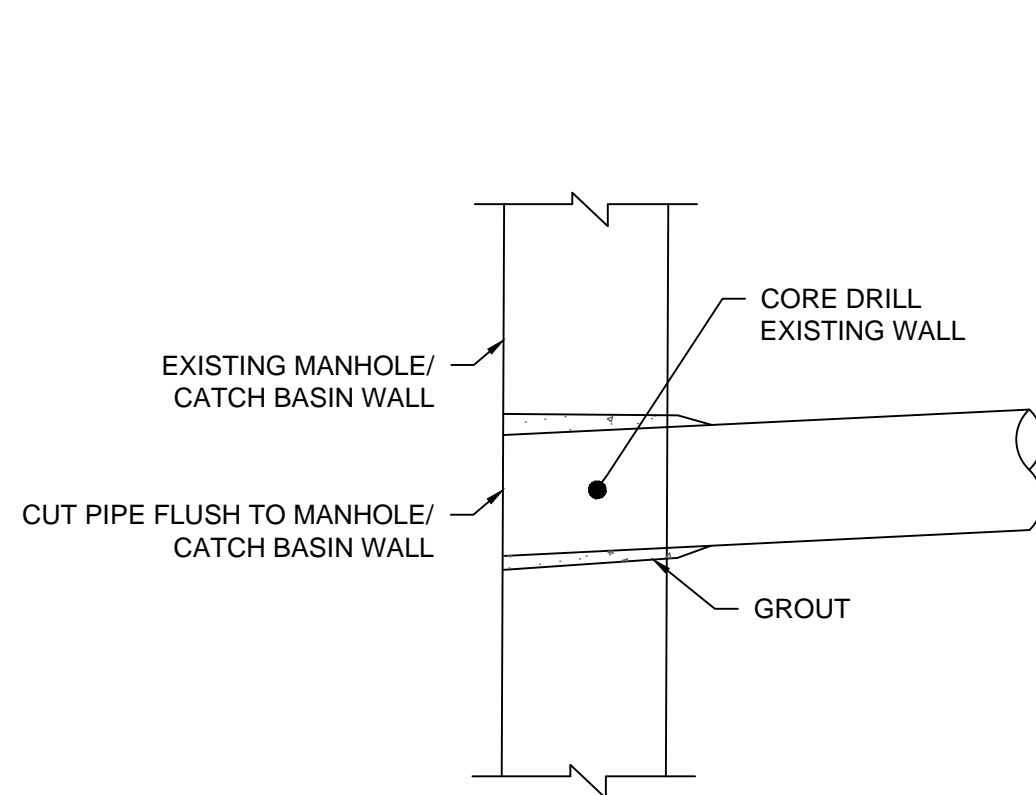 CORE DRILL
EXISTING WALL
EXISTING MANHOLE/
CATCH BASIN WALL
CUT PIPE FLUSH TO MANHOLE/
CATCH BASIN WALL
GROUT